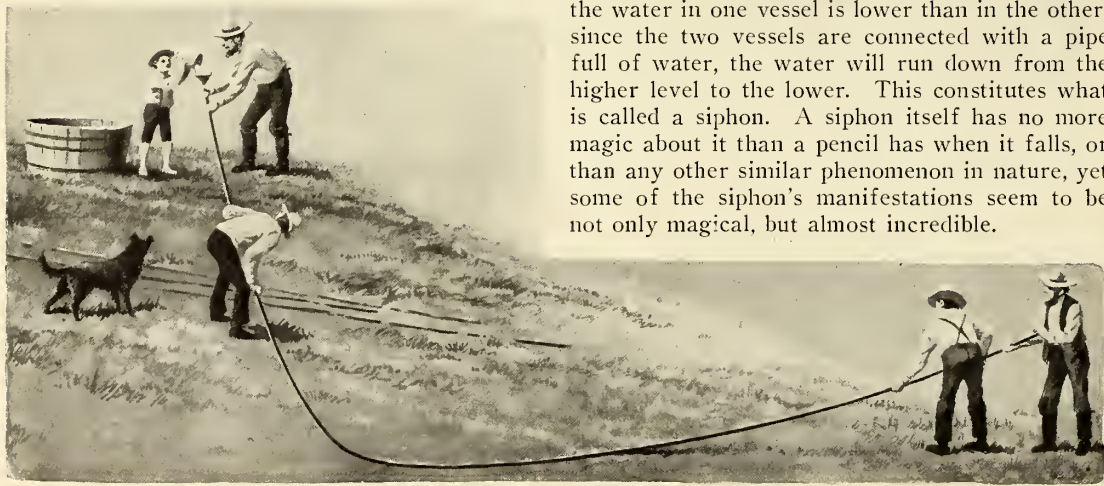 the water in one vessel is lower than in the other
since the two vessels are connected with a pipe
full of water, the water will run down from the
higher level to the lower. This constitutes what
is called a siphon. A siphon itself has no more
magic about it than a pencil has when it falls, or
than any other similar phenomenon in nature, yet
some of the siphon's manifestations seem to be
not only magical, but almost incredible.